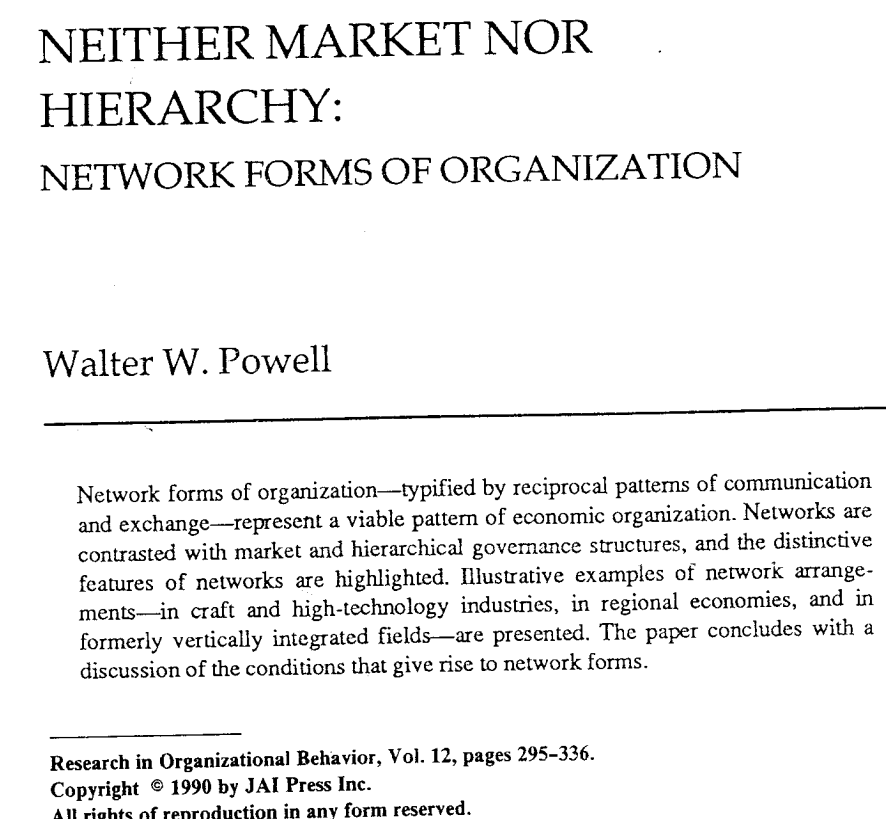 NEITHER MARKET NOR
HIERARCHY:
NETWORK FORMS OF ORGANIZATION
Walter W. Powell
Network forms of organization—typified by reciprocal patterns of communication
and exchange—represent a viable pattern of economic organization. Networks are
contrasted with market and hierarchical governance structures, and the distinctive
features of networks are highlighted. Illustrative examples of network arrange-
ments—in craft and high-technology industries, in regional economies, and in
formerly vertically integrated fields—are presented. The paper concludes with a
discussion of the conditions that give rise to network forms.
Research in Organizational Behavior, Vol. 12, pages 295–336.
Copyright © 1990 by JAI Press Inc.
All rights of reproduction in any form reserved.